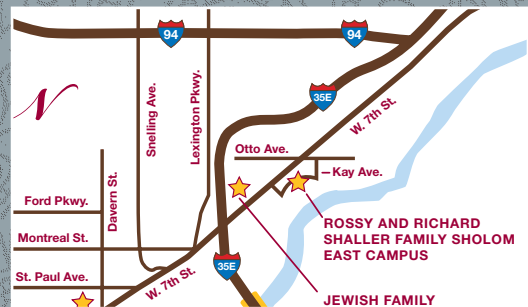 94
94
N
Snelling Ave.
Lexington Pkwy.
35E
W. 7th St.
Otto Ave.
Kay Ave.
Davern St.
Ford Pkwy.
ROSSY AND RICHARD
SHALLER FAMILY SHOLOM
EAST CAMPUS
Montreal St.
35E
St. Paul Ave.
W. 7th St.
JEWISH FAMILY